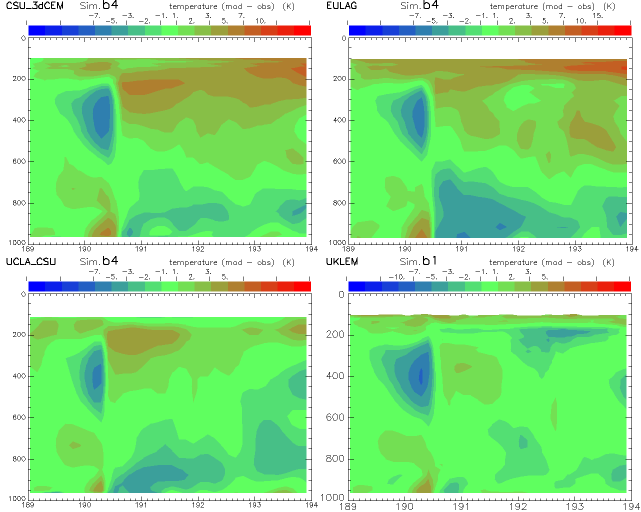 CSU_3dCEM Sim. b4 temperature (mod - obs) (K)
-7. -5. -3. -2. -1. 1. 2. 3. 5. 7. 10.
0
200
400
600
800
1000
189 190 191 192 193 194
EULAG Sim. b4 temperature (mod - obs) (K)
-7. -5. -3. -2. -1. 1. 2. 3. 5. 7. 10. 15.
0
200
400
600
800
1000
189 190 191 192 193 194
UCLA_CSU Sim. b4 temperature (mod - obs) (K)
-7. -5. -3. -2. -1. 1. 2. 3. 5.
0
200
400
600
800
1000
189 190 191 192 193 194
UKLEM Sim. b1 temperature (mod - obs) (K)
-10. -7. -5. -3. -2. -1. 1. 2. 3. 5.
0
200
400
600
800
1000
189 190 191 192 193 194